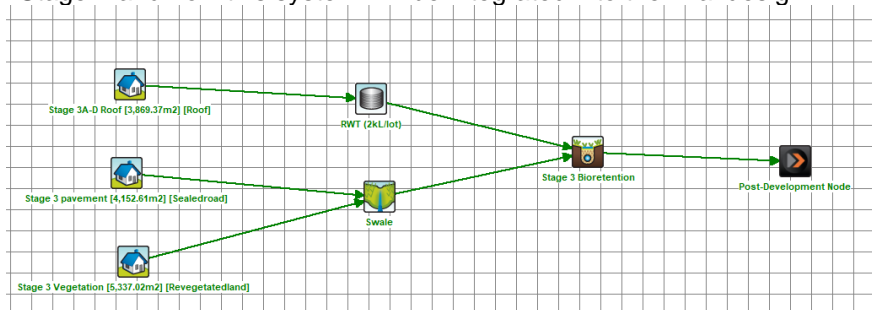 Stage 3A-D Roof [3,869.37m2] [Roof]
RWT (2kL/lot)
Stage 3 Bioretention
Post-Development Node
Stage 3 pavement [4,152.61m2] [Sealedroad]
Swale
Stage 3 Vegetation [5,337.02m2] [Revegetatedland]